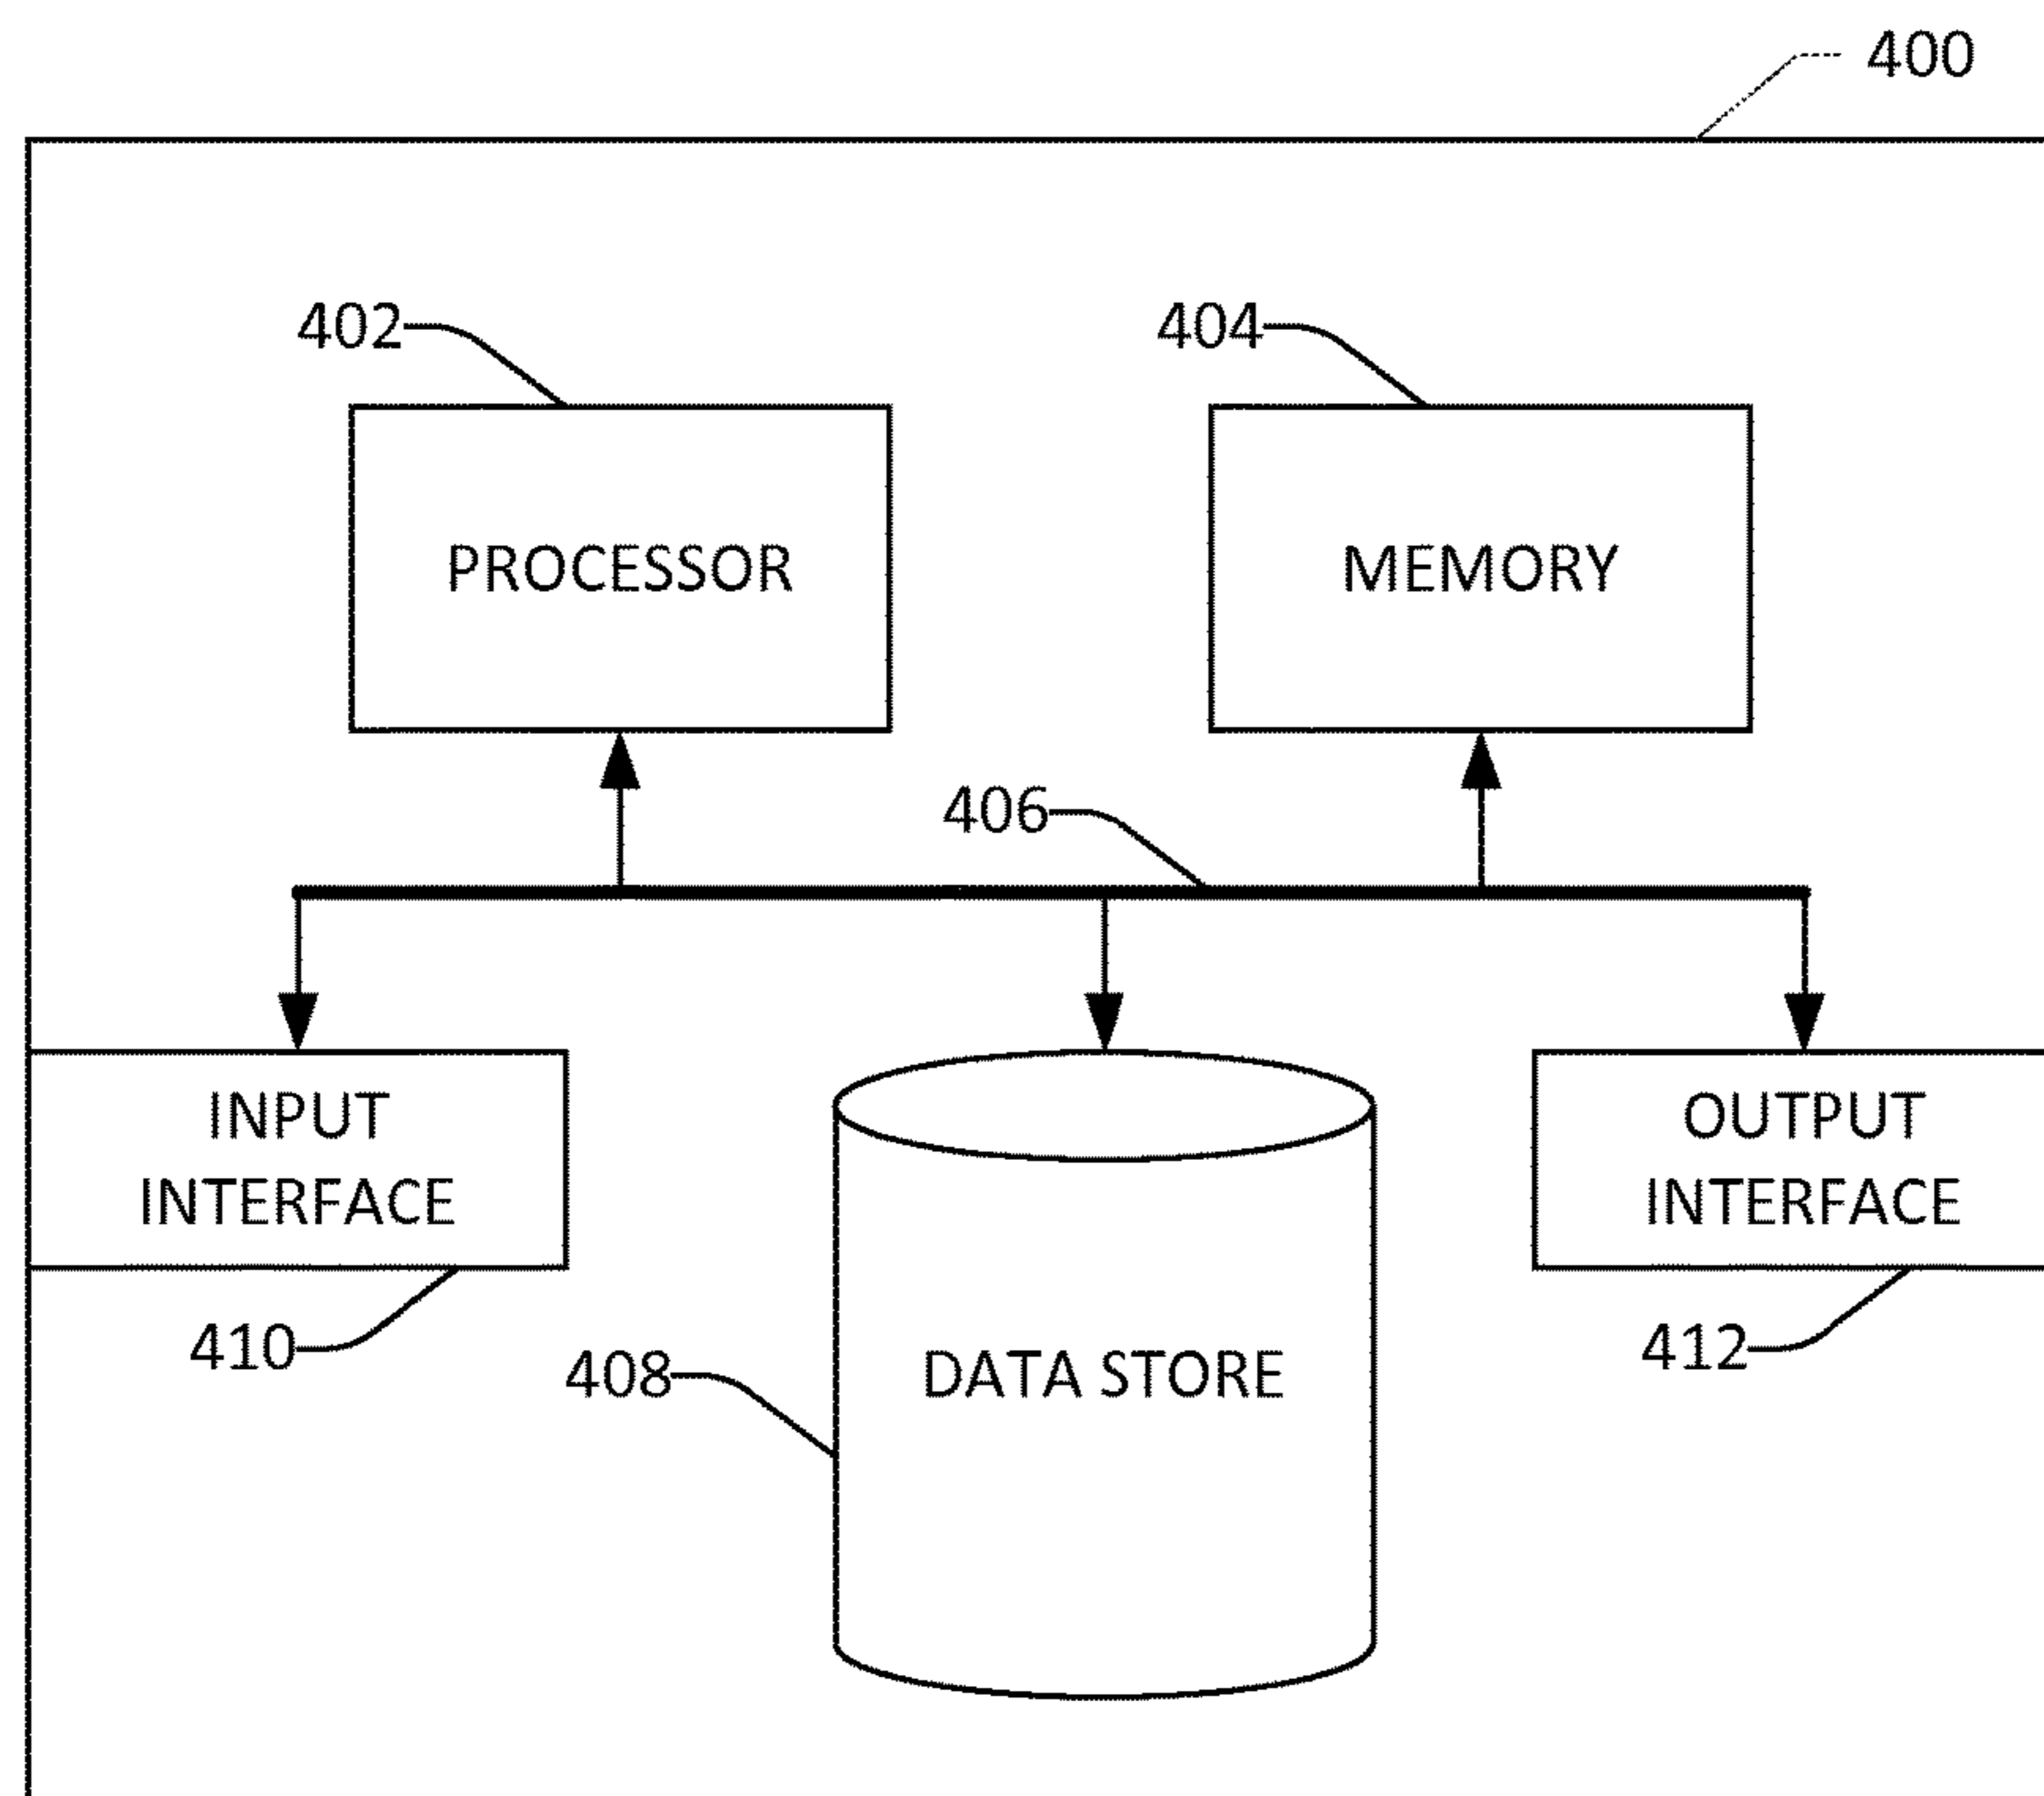 400
402
404
PROCESSOR
MEMORY
406
INPUT
INTERFACE
OUTPUT
INTERFACE
410
408
DATA STORE
412